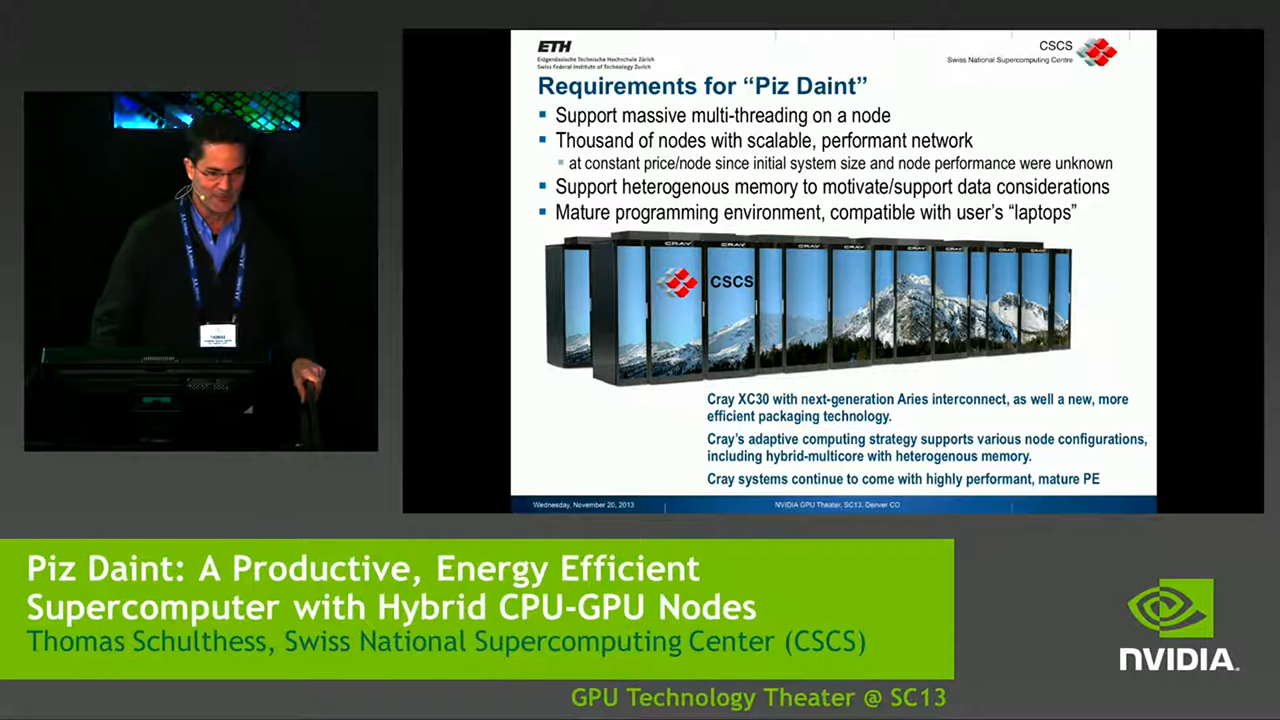 ETH
Eidgenössische Technische Hochschule Zürich
Swiss Federal Institute of Technology Zurich
CSCS
Swiss National Supercomputing Centre
Requirements for “Piz Daint”
Support massive multi-threading on a node
Thousand of nodes with scalable, performant network
at constant price/node since initial system size and node performance were unknown
Support heterogenous memory to motivate/support data considerations
Mature programming environment, compatible with user’s “laptops”
CRAY CRAY CRAY CRAY CRAY CRAY CRAY CRAY
CSCS
Cray XC30 with next-generation Aries interconnect, as well a new, more
efficient packaging technology.
Cray’s adaptive computing strategy supports various node configurations,
including hybrid-multicore with heterogenous memory.
Cray systems continue to come with highly performant, mature PE
Wednesday, November 20, 2013
NVIDIA GPU Theater, SC13, Denver CO
THOMAS
Piz Daint: A Productive, Energy Efficient
Supercomputer with Hybrid CPU-GPU Nodes
Thomas Schulthess, Swiss National Supercomputing Center (CSCS)
NVIDIA.
GPU Technology Theater @ SC13